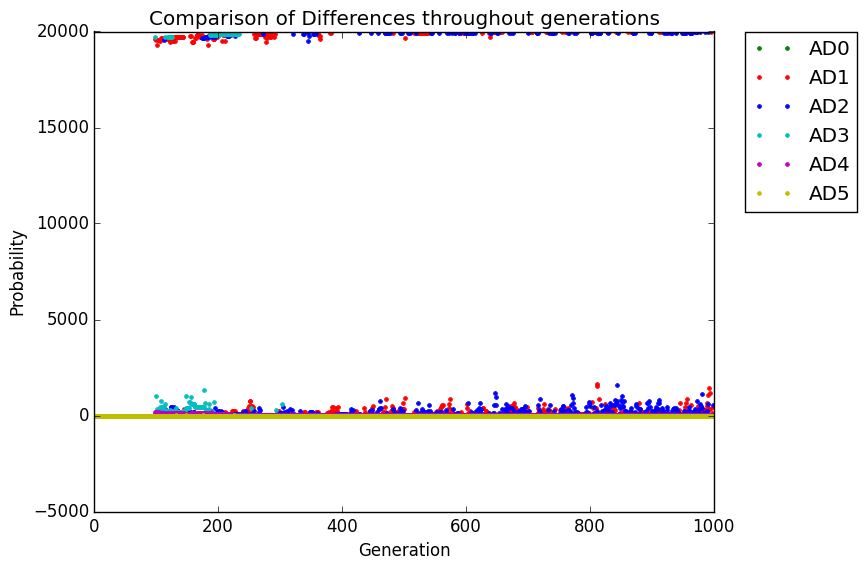 Comparison of Differences throughout generations
20000
15000
10000
5000
0
−5000
Probability
0
200
400
600
800
1000
Generation
AD0
AD1
AD2
AD3
AD4
AD5